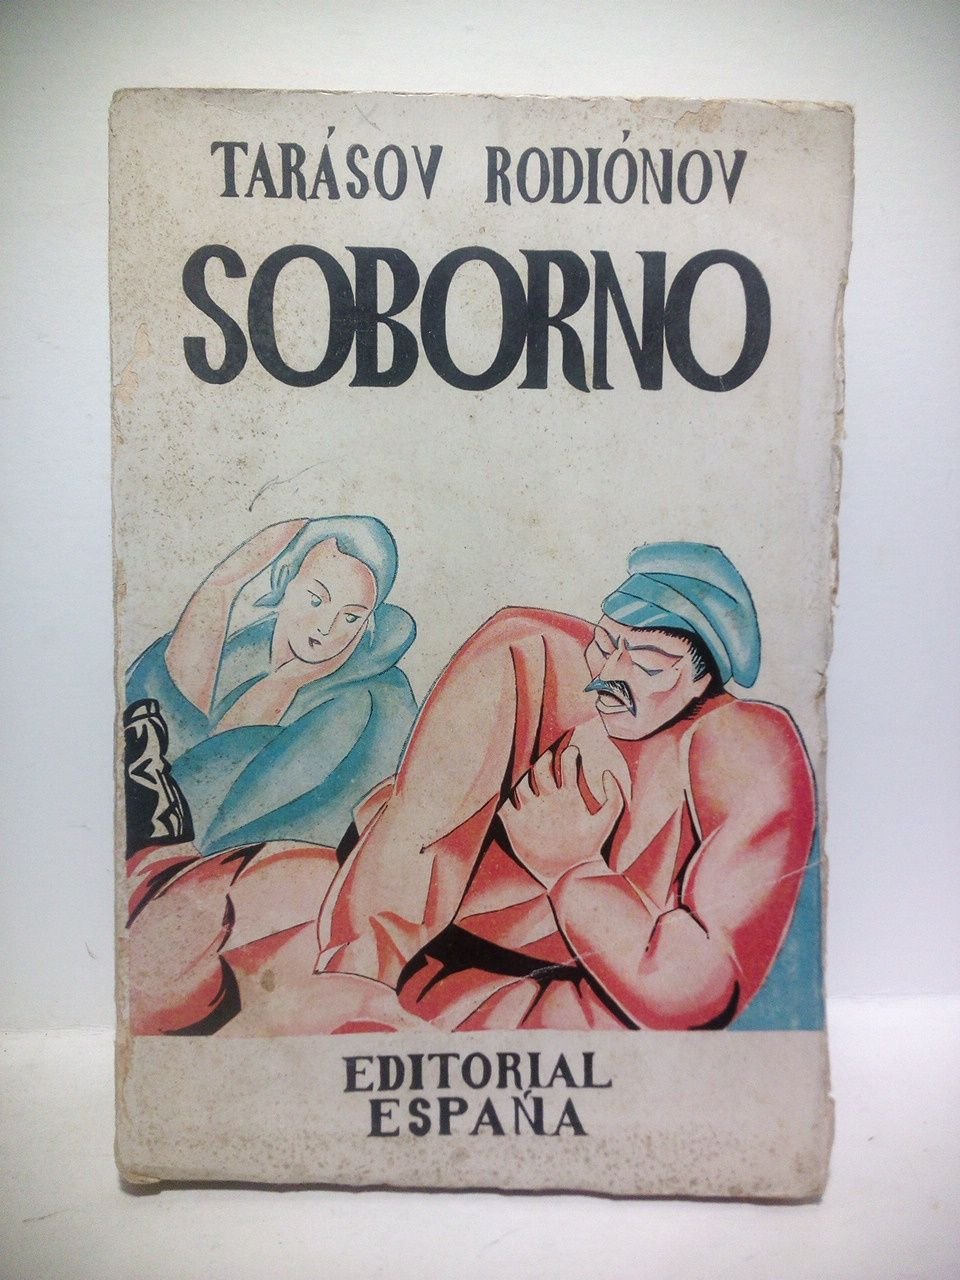 TARÁSOV RODIÓNOV
SOBORNO
EDITORIAL
ESPAÑA